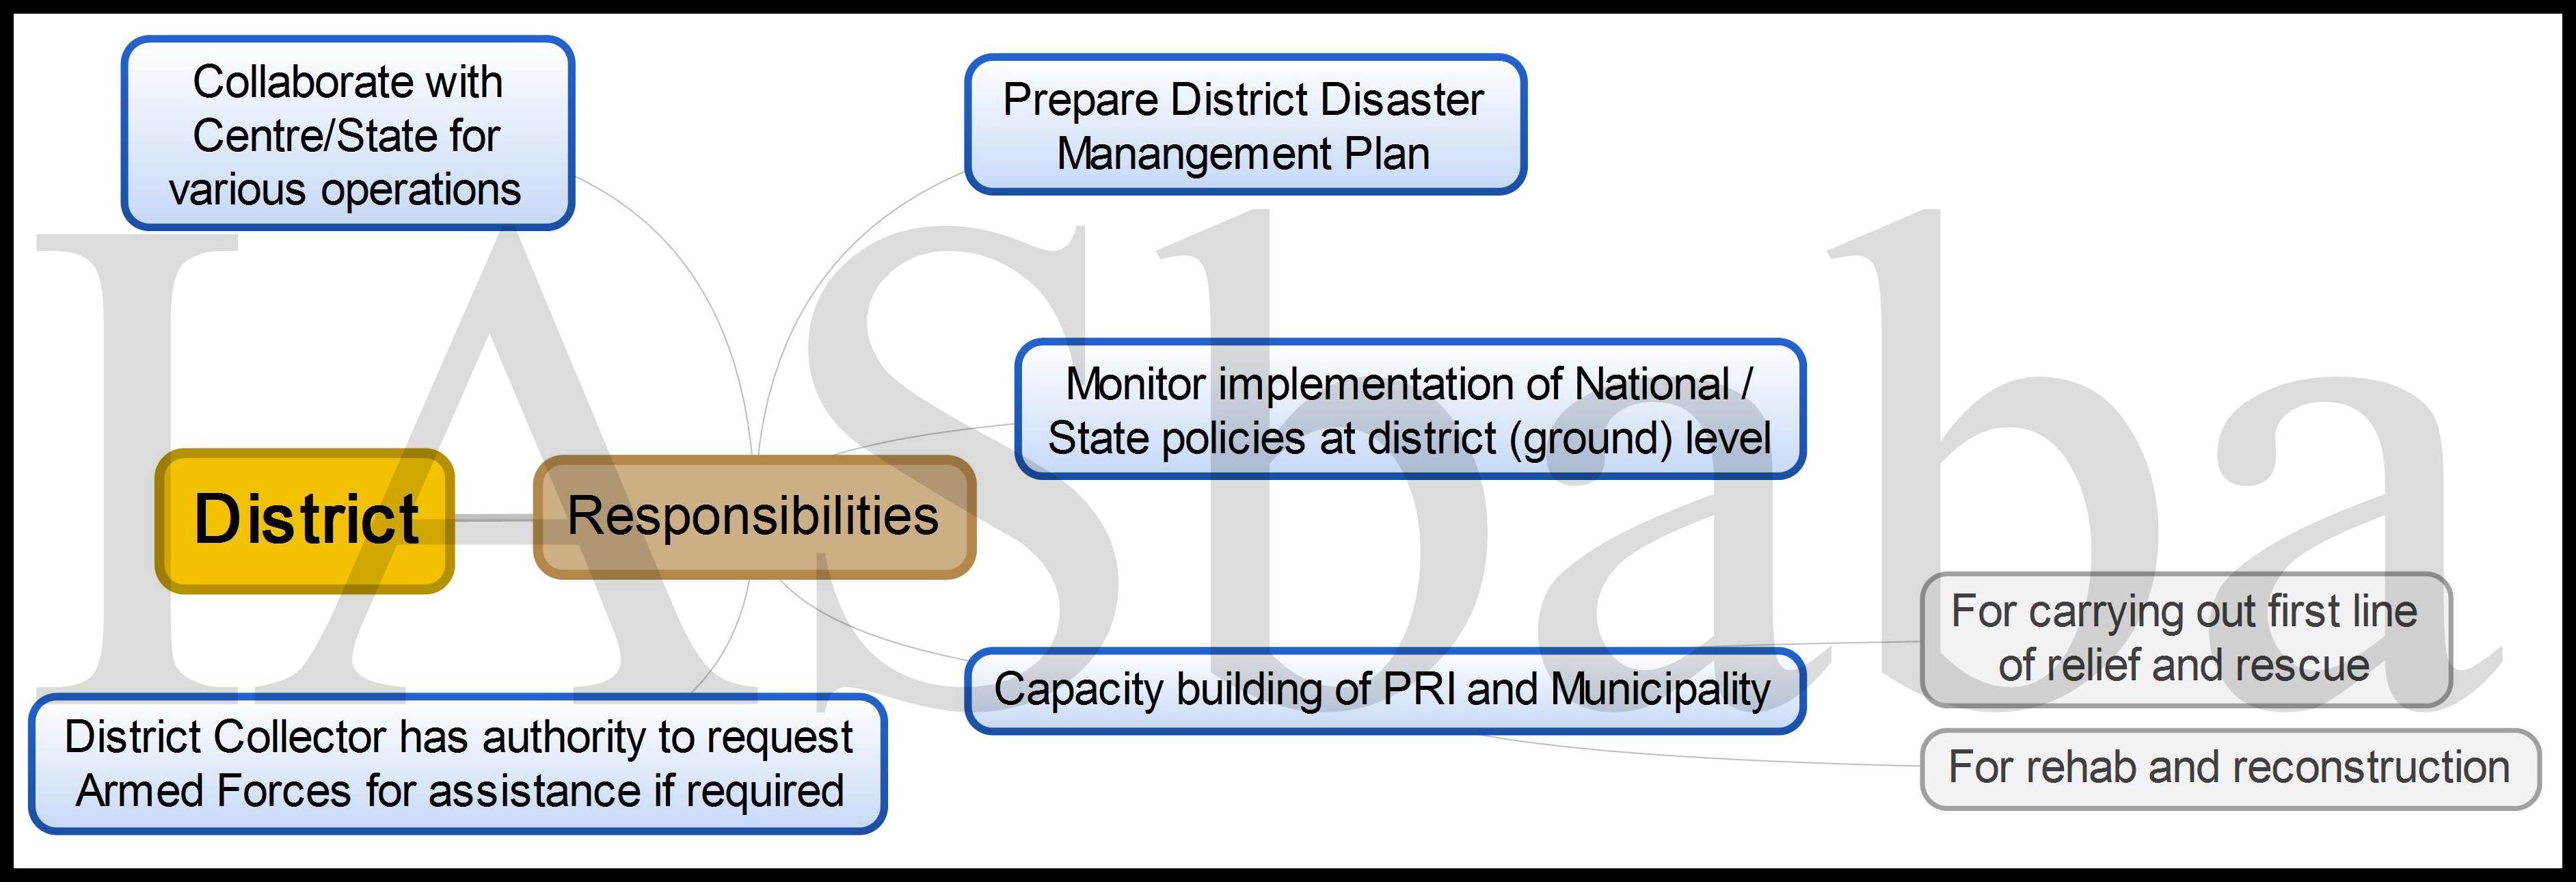 Collaborate with
Centre/State for
various operations
Prepare District Disaster
Manangement Plan
Monitor implementation of National /
State policies at district (ground) level
District
Responsibilities
For carrying out first line
of relief and rescue
Capacity building of PRI and Municipality
District Collector has authority to request
Armed Forces for assistance if required
For rehab and reconstruction
IASbaba